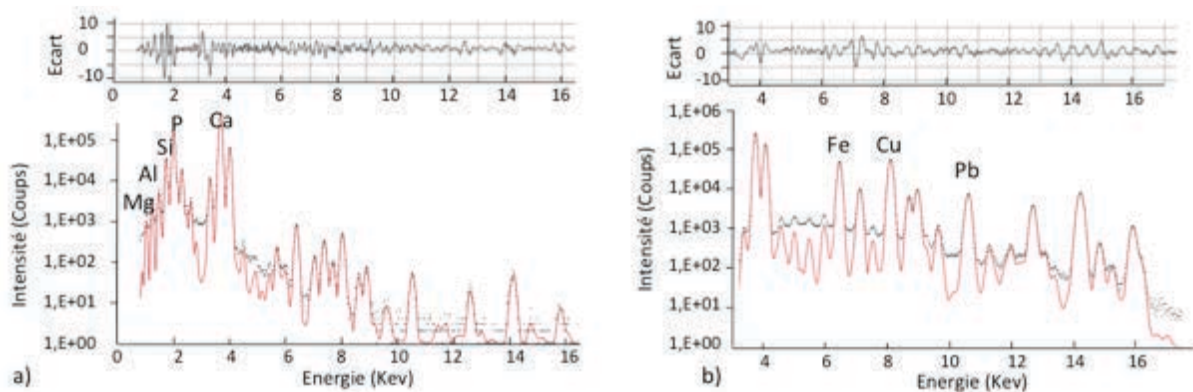 10
0
-10
Ecart
0 2 4 6 8 10 12 14 16
1,E+05
1,E+04
1,E+03
1,E+02
1,E+01
1,E+00
Intensité (Coups)
P
Ca
Si
Al
Mg
0 2 4 6 8 10 12 14 16
Energie (Kev)
a)
10
0
-10
Ecart
4 6 8 10 12 14 16
1,E+06
1,E+05
1,E+04
1,E+03
1,E+02
1,E+01
1,E+00
Intensité (Coups)
Fe
Cu
Pb
4 6 8 10 12 14 16
Energie (Kev)
b)